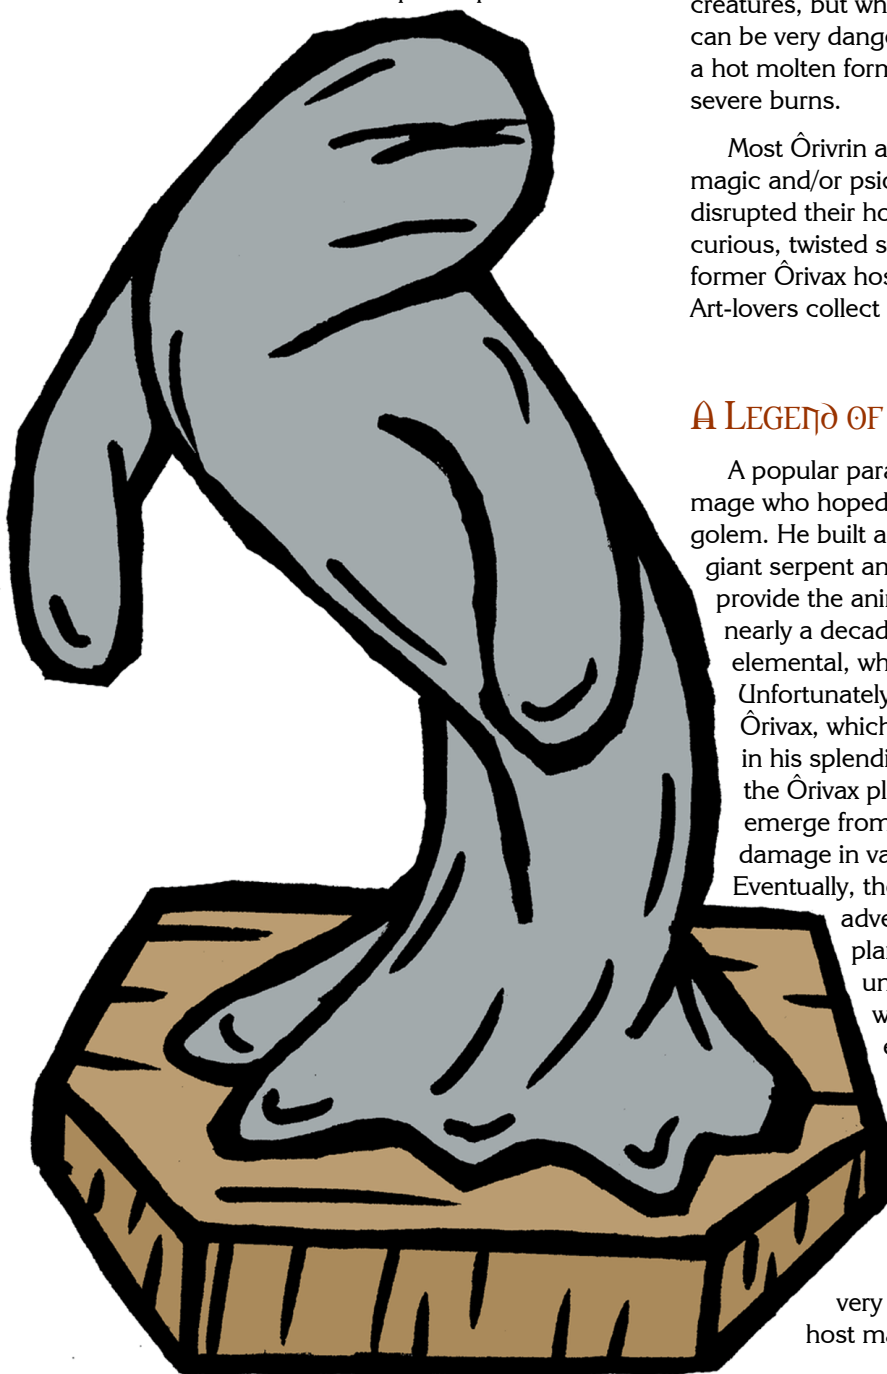 creatures, but wh
can be very dange
a hot molten form
severe burns.
Most Ôrivrin a
magic and/or psio
disrupted their ho
curious, twisted s
former Ôrivax hos
Art-lovers collect
A Legend of
A popular para
mage who hoped
golem. He built a
giant serpent an
provide the anim
nearly a decad
elemental, wh
Unfortunately
Ôrivax, which
in his splendi
the Ôrivax pl
emerge from
damage in va
Eventually, the
adve
plan
un
w
e
very
host ma